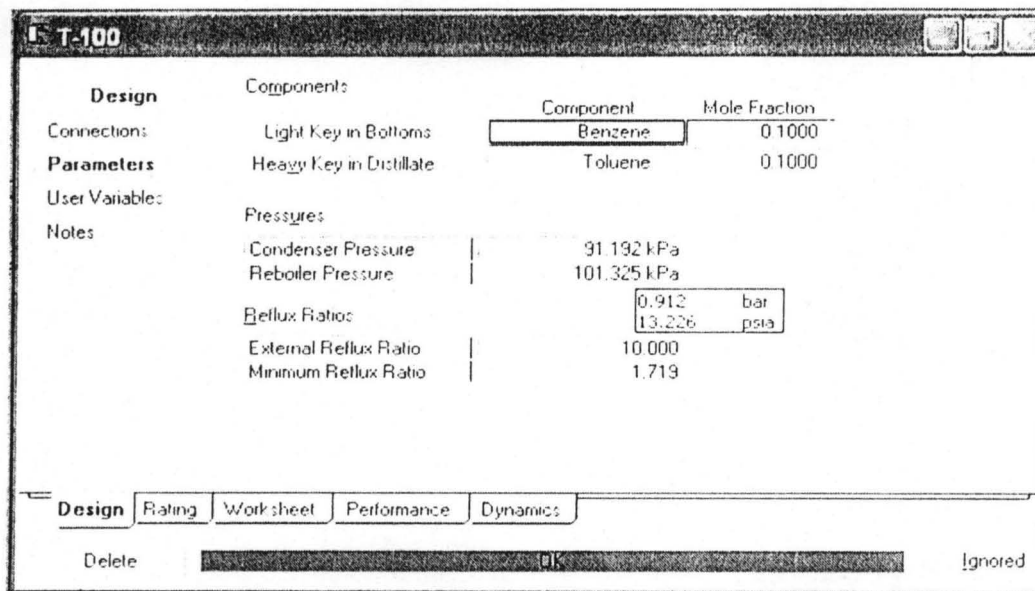 T-100
Design
Connections
Parameters
User Variables
Notes
Components
Component Mole Fraction
Light Key in Bottoms Benzene 0.1000
Heavy Key in Distillate Toluene 0.1000
Pressures
Condenser Pressure 91.192 kPa
Reboiler Pressure 101.325 kPa
0.912 bar
13.226 psia
Reflux Ratios
External Reflux Ratio 10.000
Minimum Reflux Ratio 1.719
Design Rating Worksheet Performance Dynamics
Delete OK Ignored